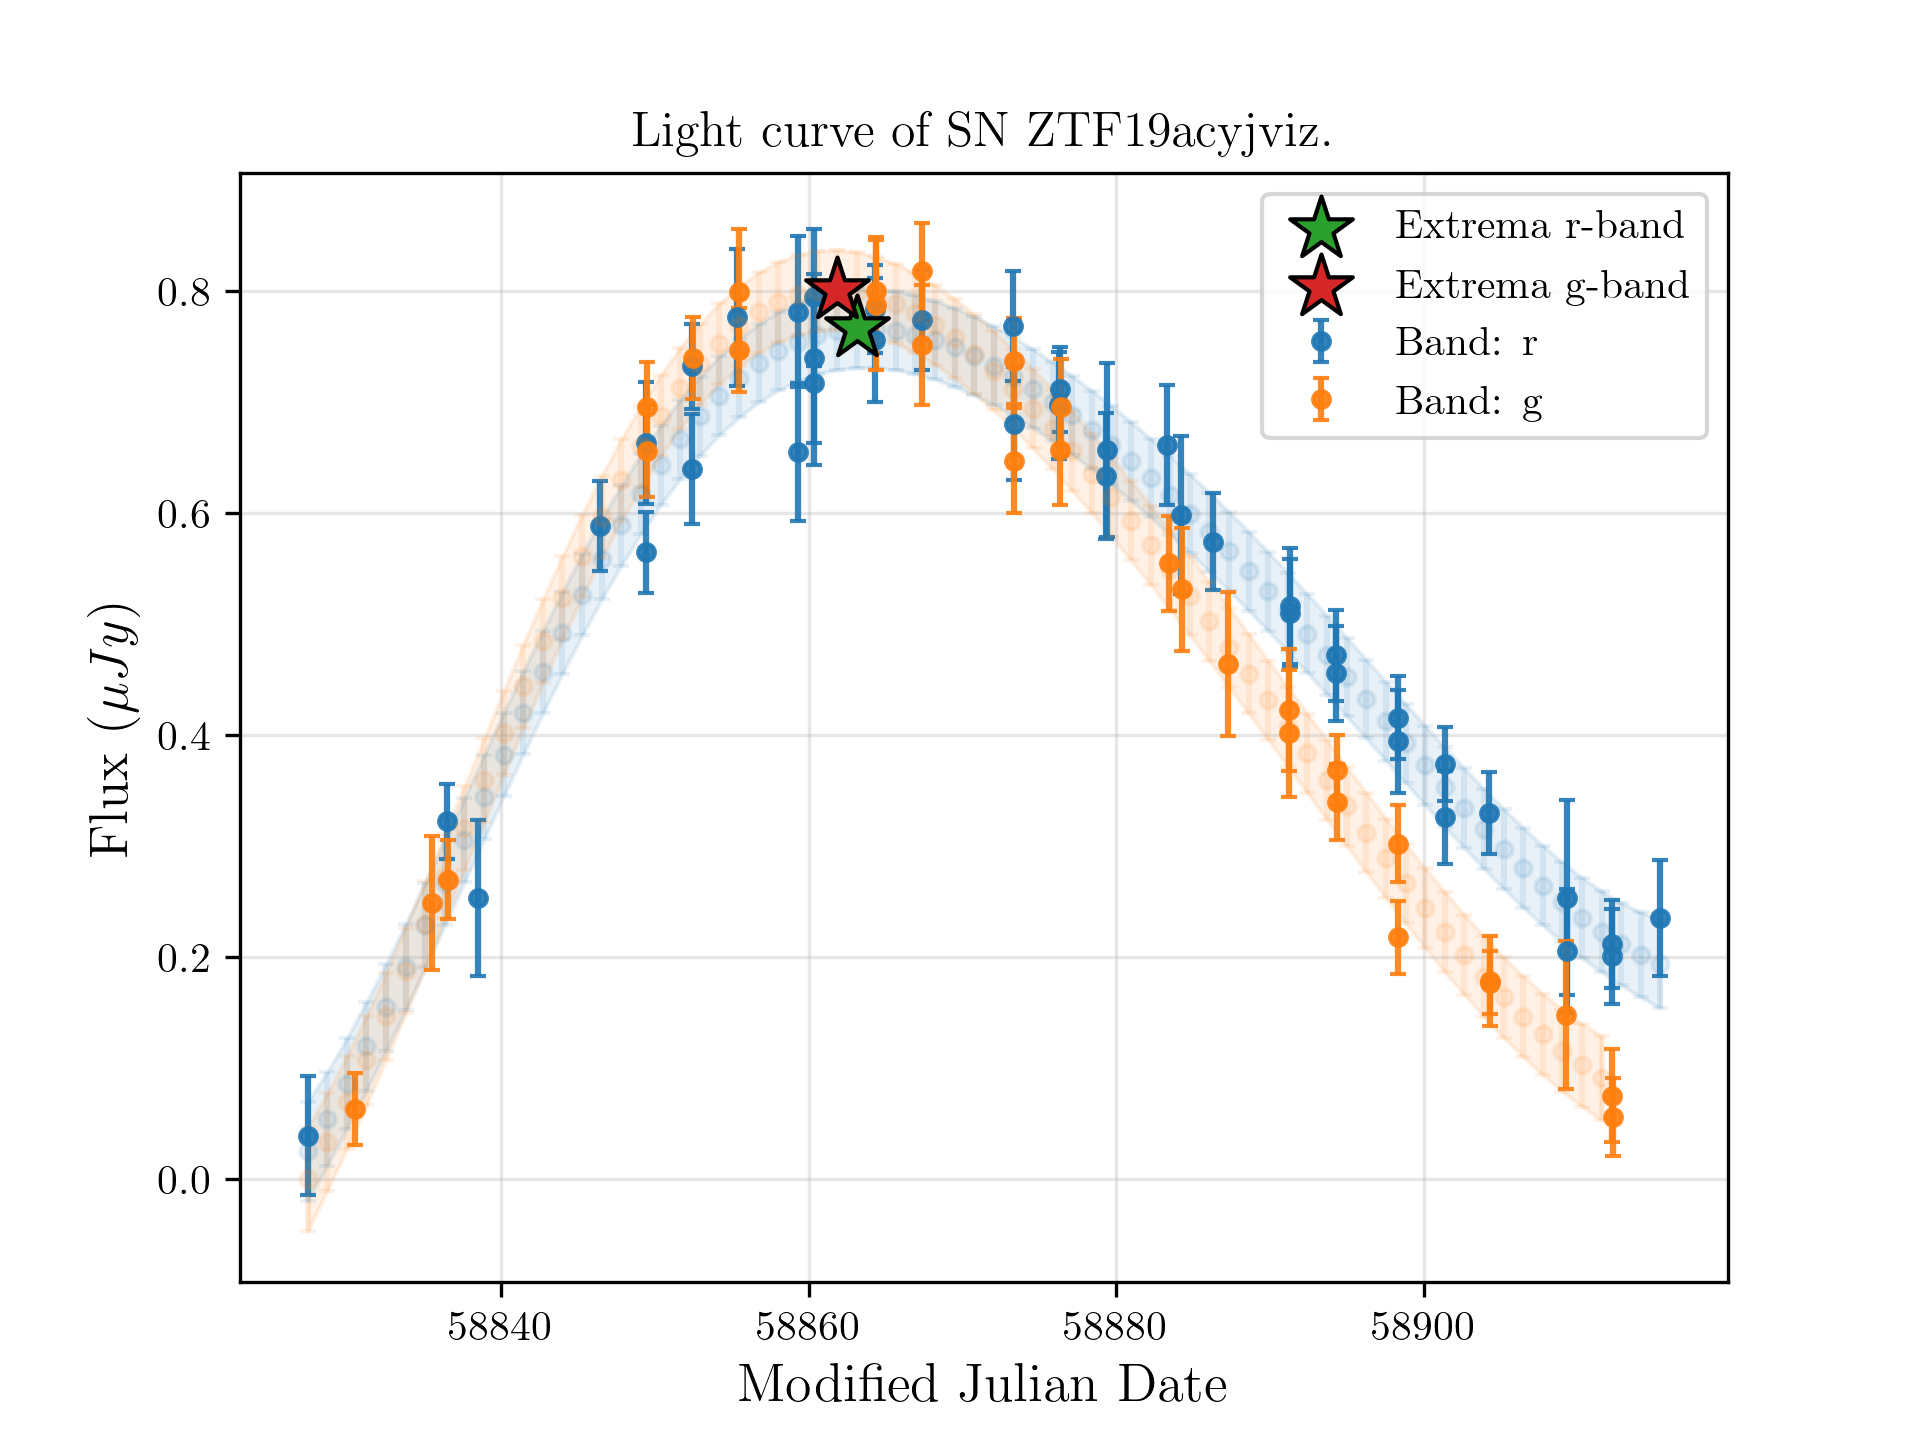 Light curve of SN ZTF19acyjviz.
Extrema r-band
Extrema g-band
Band: r
Band: g
Flux (μJy)
0.8
0.6
0.4
0.2
0.0
58840 58860 58880 58900
Modified Julian Date